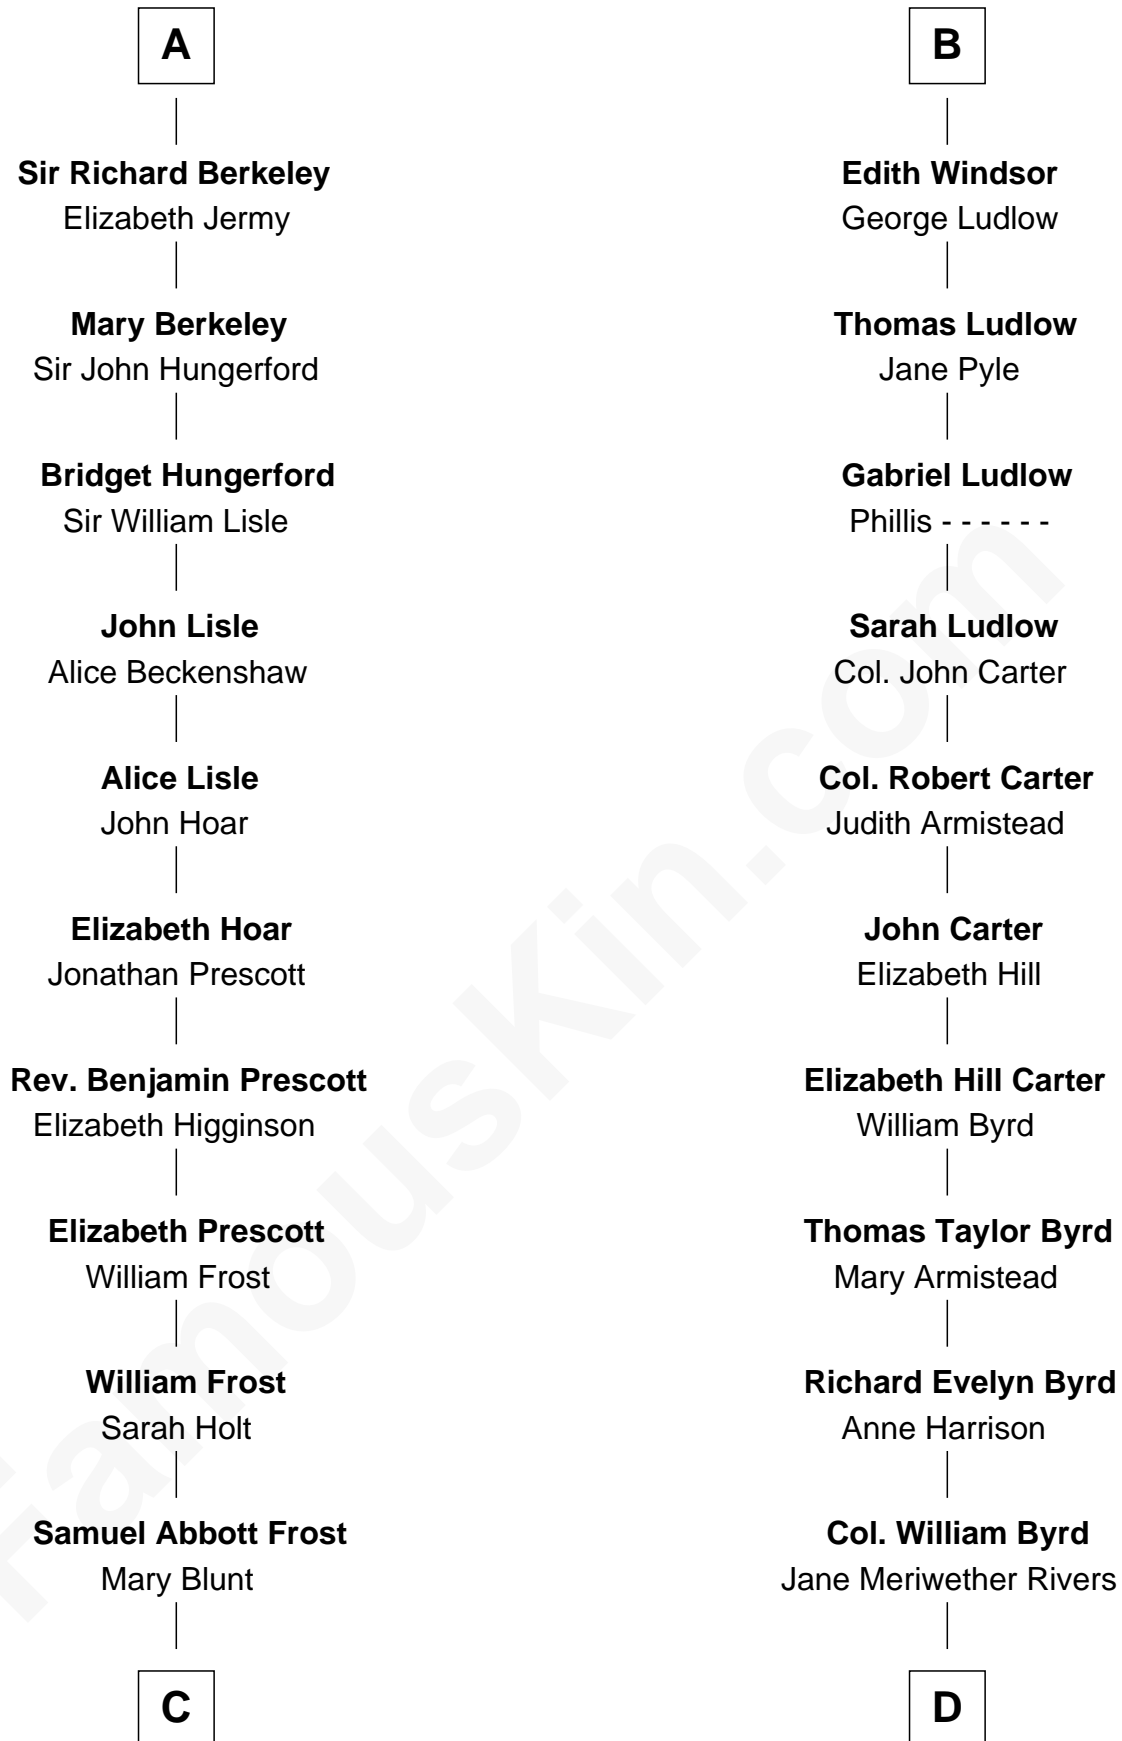 A
Sir Richard Berkeley
Elizabeth Jermy
Mary Berkeley
Sir John Hungerford
Bridget Hungerford
Sir William Lisle
John Lisle
Alice Beckenshaw
Alice Lisle
John Hoar
Elizabeth Hoar
Jonathan Prescott
Rev. Benjamin Prescott
Elizabeth Higginson
Elizabeth Prescott
William Frost
William Frost
Sarah Holt
Samuel Abbott Frost
Mary Blunt
C
B
Edith Windsor
George Ludlow
Thomas Ludlow
Jane Pyle
Gabriel Ludlow
Phillis - - - - - -
Sarah Ludlow
Col. John Carter
Col. Robert Carter
Judith Armistead
John Carter
Elizabeth Hill
Elizabeth Hill Carter
William Byrd
Thomas Taylor Byrd
Mary Armistead
Richard Evelyn Byrd
Anne Harrison
Col. William Byrd
Jane Meriwether Rivers
D
FamousKin.com